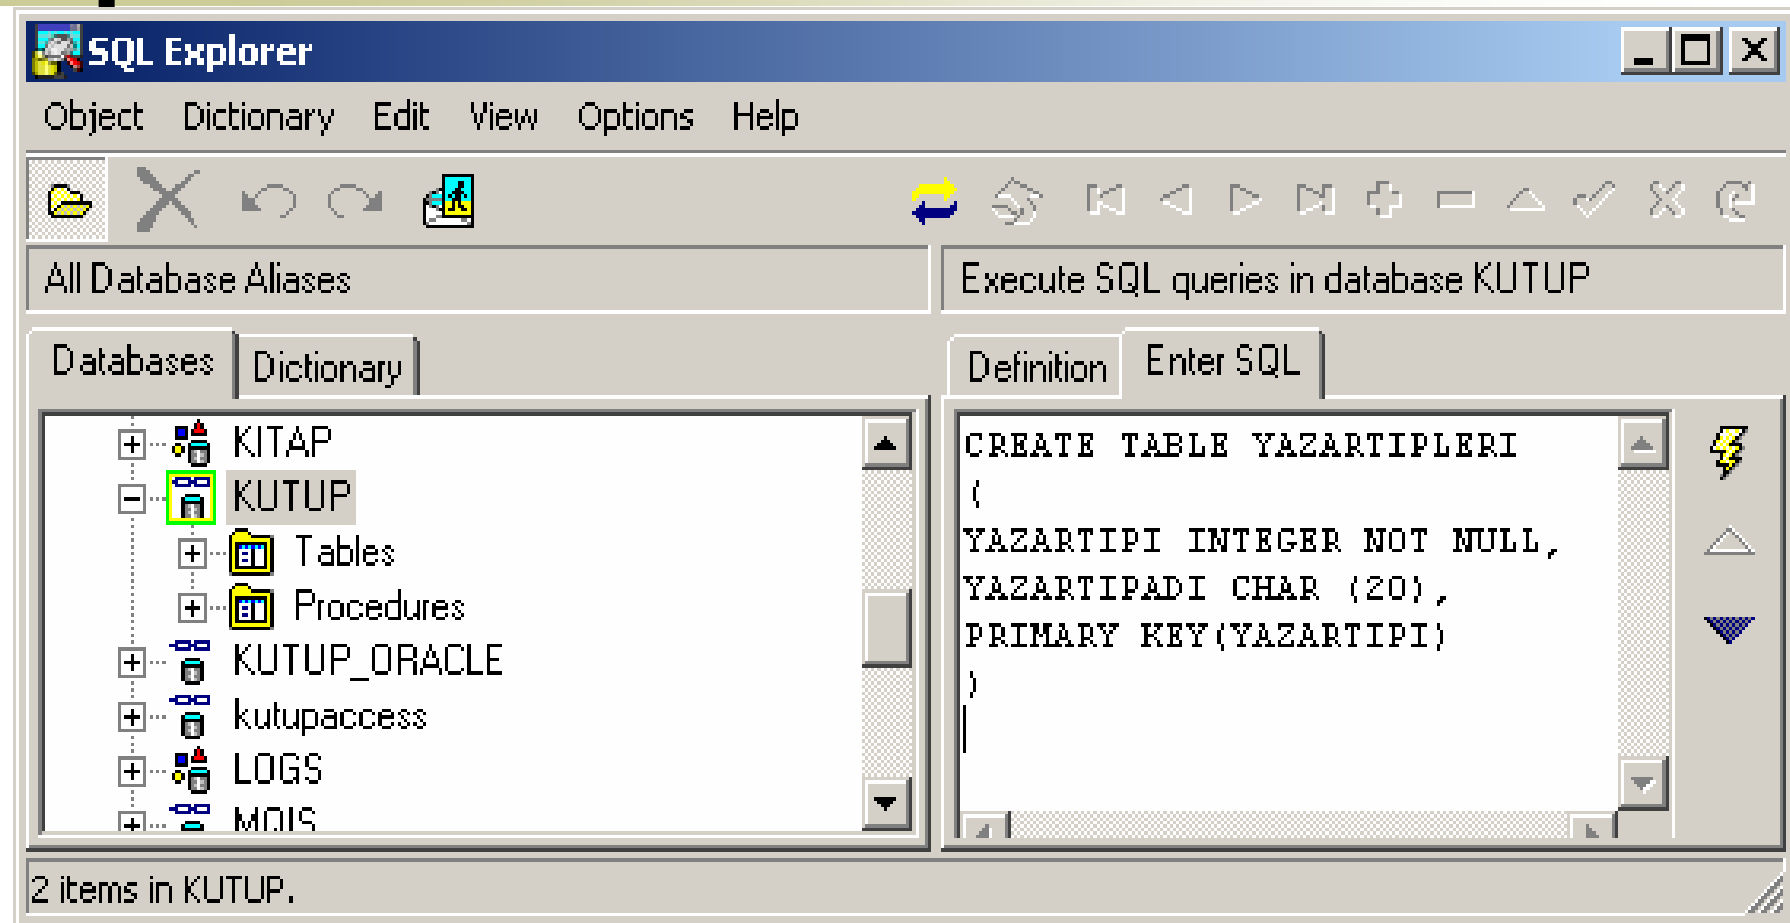 SQL Explorer
Object Dictionary Edit View Options Help
All Database Aliases
Execute SQL queries in database KUTUP
Databases Dictionary
Definition Enter SQL
KITAP
KUTUP
Tables
Procedures
KUTUP_ORACLE
kutupaccess
LOGS
CREATE TABLE YAZARTIPLERI
(
YAZARTIPI INTEGER NOT NULL,
YAZARTIPADI CHAR (20),
PRIMARY KEY(YAZARTIPI)
)
2 items in KUTUP.